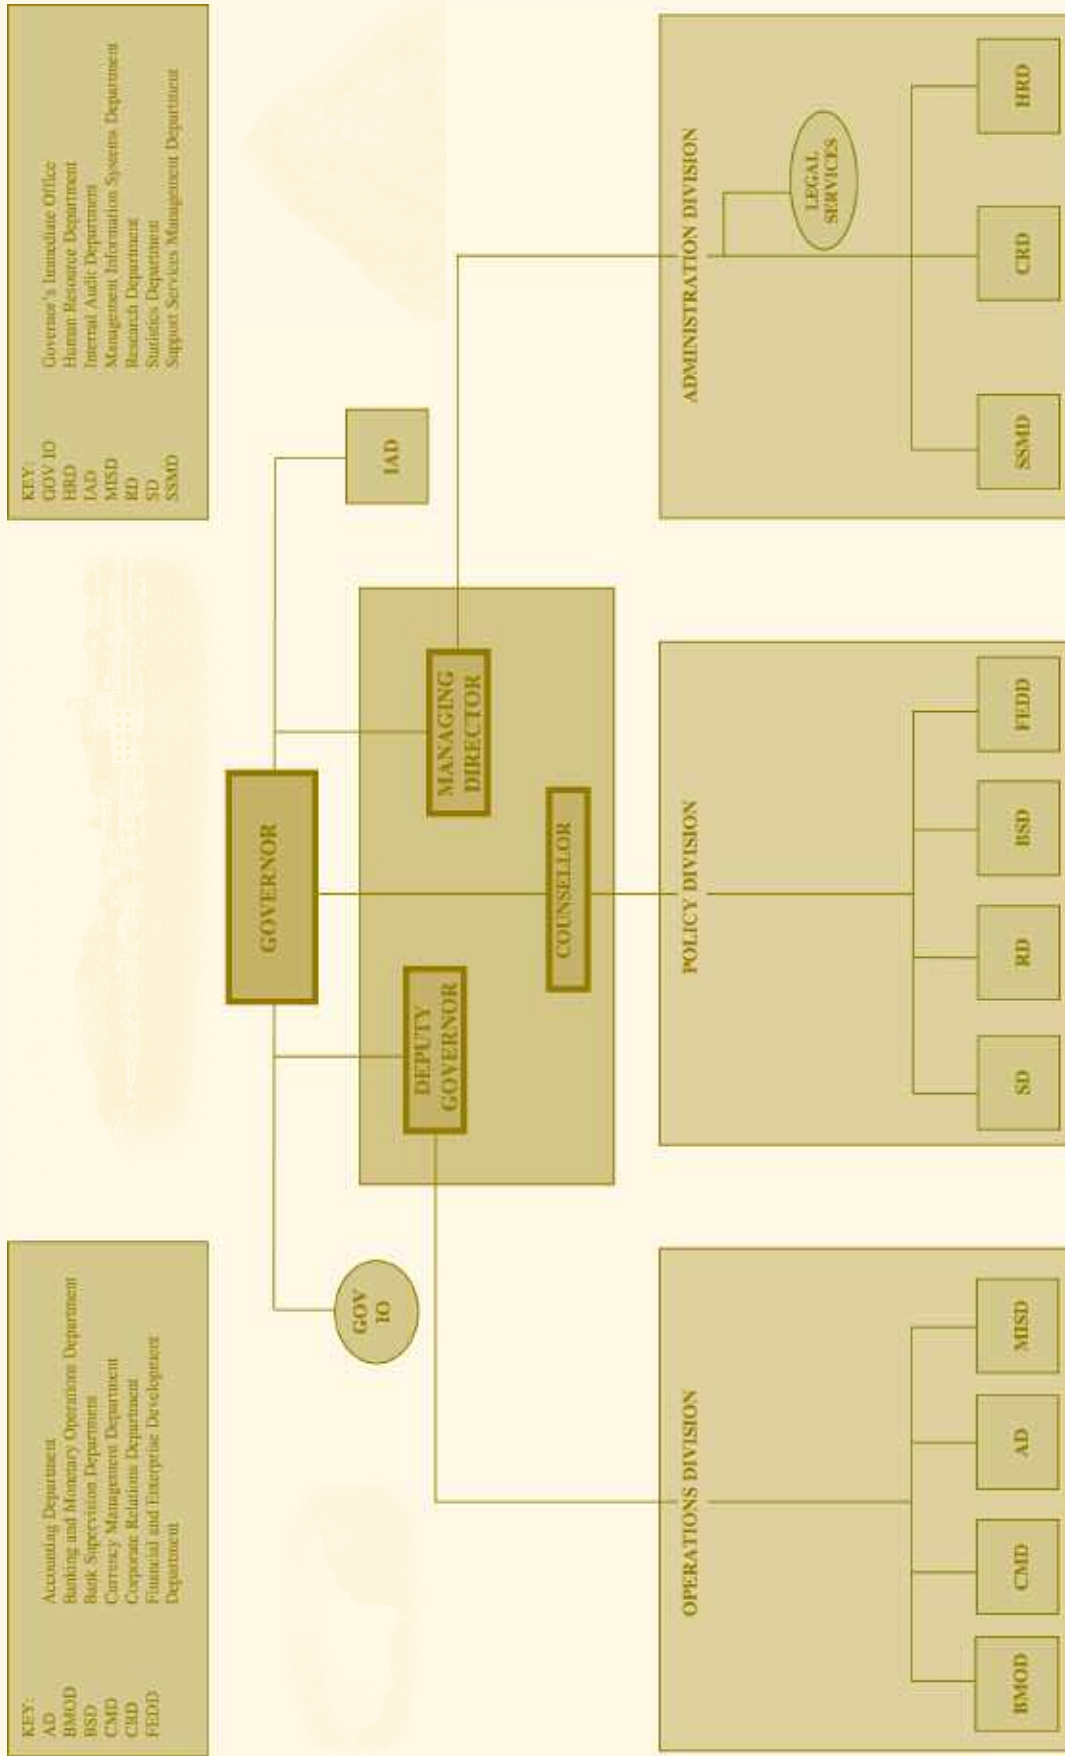 KEY:
AD Accounting Department
BMOD Banking and Monetary Operations Department
BSD Bank Supervision Department
CMD Currency Management Department
CRD Corporate Relations Department
FEDD Financial and Enterprise Development
Department
KEY:
GOV IO Governor's Immediate Office
HRD Human Resource Department
IAD Internal Audit Department
MISD Management Information Systems Department
RD Research Department
SD Statistics Department
SSMD Support Services Management Department
GOVERNOR
GOV
IO
IAD
DEPUTY
GOVERNOR
MANAGING
DIRECTOR
COUNSELLOR
OPERATIONS DIVISION
BMOD
CMD
AD
MISD
POLICY DIVISION
SD
RD
BSD
FEDD
ADMINISTRATION DIVISION
LEGAL
SERVICES
SSMD
CRD
HRD